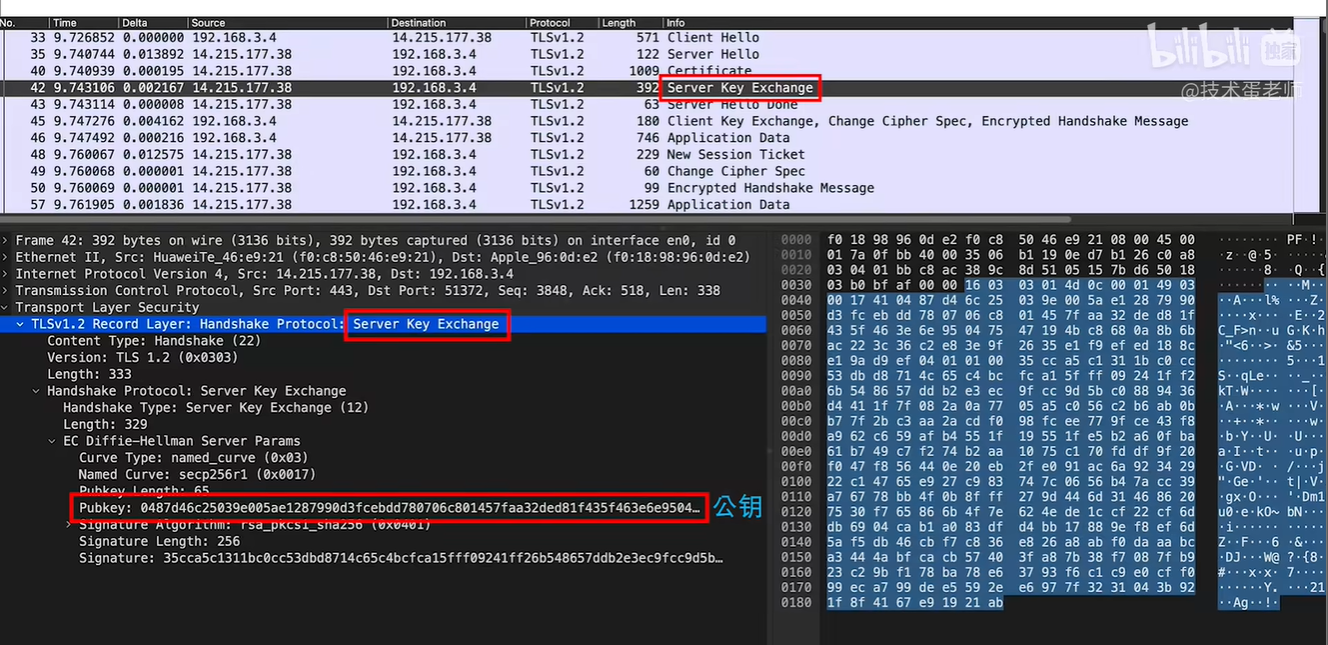 No. Time Delta Source Destination Protocol Length Info
33 9.726852 0.000000 192.168.3.4 14.215.177.38 TLSv1.2 571 Client Hello
35 9.740744 0.013892 14.215.177.38 192.168.3.4 TLSv1.2 122 Server Hello
40 9.740939 0.000195 14.215.177.38 192.168.3.4 TLSv1.2 1009 Certificate
42 9.743106 0.002167 14.215.177.38 192.168.3.4 TLSv1.2 392 Server Key Exchange
43 9.743114 0.000008 14.215.177.38 192.168.3.4 TLSv1.2 63 Server Hello Done
45 9.747276 0.004162 192.168.3.4 14.215.177.38 TLSv1.2 180 Client Key Exchange, Change Cipher Spec, Encrypted Handshake Message
46 9.747492 0.000216 192.168.3.4 14.215.177.38 TLSv1.2 746 Application Data
48 9.760067 0.012575 14.215.177.38 192.168.3.4 TLSv1.2 229 New Session Ticket
49 9.760068 0.000001 14.215.177.38 192.168.3.4 TLSv1.2 60 Change Cipher Spec
50 9.760069 0.000001 14.215.177.38 192.168.3.4 TLSv1.2 99 Encrypted Handshake Message
57 9.761905 0.001836 14.215.177.38 192.168.3.4 TLSv1.2 1259 Application Data
bilibili 独家
@技术蛋老师
Frame 42: 392 bytes on wire (3136 bits), 392 bytes captured (3136 bits) on interface en0, id 0
Ethernet II, Src: HuaweiTe_46:e9:21 (f0:c8:50:46:e9:21), Dst: Apple_96:0d:e2 (f0:18:98:96:0d:e2)
Internet Protocol Version 4, Src: 14.215.177.38, Dst: 192.168.3.4
Transmission Control Protocol, Src Port: 443, Dst Port: 51372, Seq: 3848, Ack: 518, Len: 338
Transport Layer Security
TLSv1.2 Record Layer: Handshake Protocol: Server Key Exchange
Content Type: Handshake (22)
Version: TLS 1.2 (0x0303)
Length: 333
Handshake Protocol: Server Key Exchange
Handshake Type: Server Key Exchange (12)
Length: 329
EC Diffie-Hellman Server Params
Curve Type: named_curve (0x03)
Named Curve: secp256r1 (0x0017)
Pubkey Length: 65
Pubkey: 0487d46c25039e005ae1287990d3fcebdd780706c801457faa32ded81f435f463e6e9504…
公钥
Signature Algorithm: rsa_pkcs1_sha256 (0x0401)
Signature Length: 256
Signature: 35cca5c1311bc0cc53dbd8714c65c4bcfca15fff09241ff26b548657ddb2e3ec9fcc9d5b…
0000 f0 18 98 96 0d e2 f0 c8 50 46 e9 21 08 00 45 00
0010 01 7a 0f bb 40 00 35 06 b1 19 0e d7 b1 26 c0 a8
0020 03 04 01 bb c8 ac 38 9c 8d 51 05 15 7b d6 50 18
0030 03 b0 bf af 00 00 16 03 03 01 4d 0c 00 01 49 03
0040 00 17 41 04 87 d4 6c 25 03 9e 00 5a e1 28 79 90
0050 d3 fc eb dd 78 07 06 c8 01 45 7f aa 32 de d8 1f
0060 43 5f 46 3e 6e 95 04 75 47 19 4b c8 68 0a 8b 6b
0070 ac 22 3c 36 c2 e8 3e 9f 26 35 e1 f9 ef ed 18 8c
0080 e1 9a d9 ef 04 01 01 00 35 cc a5 c1 31 1b c0 cc
0090 53 db d8 71 4c 65 c4 bc fc a1 5f ff 09 24 1f f2
00a0 6b 54 86 57 dd b2 e3 ec 9f cc 9d 5b c0 88 94 36
00b0 d4 41 1f 7f 08 2a 0a 77 05 a5 c0 56 c2 b6 ab 0b
00c0 b7 7f 2b c3 aa 2a cd f0 98 fc ee 77 9f ce 43 f8
00d0 a9 62 c6 59 af b4 55 1f 19 55 1f e5 b2 a6 0f ba
00e0 61 b7 49 c7 f2 74 b2 aa 10 75 c1 70 fd df 9f 20
00f0 0f 47 f8 56 44 0e 20 eb 2f e0 91 ac 6a 92 34 29
0100 22 c1 47 65 e9 27 c9 83 74 7c 06 56 b4 7a cc 39
0110 a7 67 78 bb 4f 0b 8f ff 27 9d 44 6d 31 46 86 20
0120 75 30 f7 65 86 6b 4f 7e 62 4e de 1c cf 22 cf 6d
0130 db 69 04 ca b1 a0 83 df d4 bb 17 88 9e f8 ef 6d
0140 5a f5 db 46 cb f7 c8 36 e8 26 a8 ab f0 da aa bc
0150 a3 44 4a bf ca cb 57 40 3f a8 7b 38 f7 08 7f b9
0160 23 c2 9b f1 78 ba 78 e6 37 93 f6 c1 c9 e0 cf f0
0170 99 ec a7 99 de e5 59 2e e6 97 7f 32 31 04 3b 92
0180 1f 8f 41 67 e9 19 21 ab